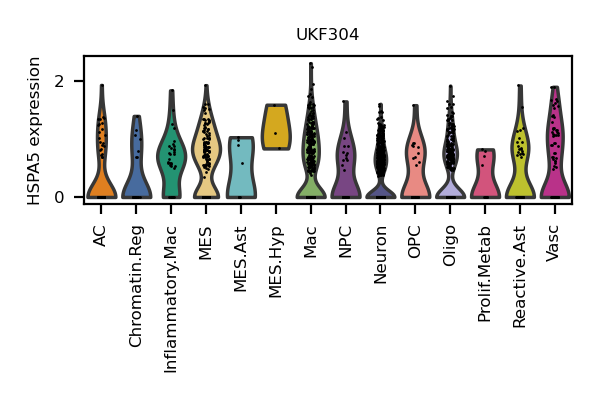 UKF304
HSPA5 expression
2
0
AC
Chromatin.Reg
Inflammatory.Mac
MES
MES.Ast
MES.Hyp
Mac
NPC
Neuron
OPC
Oligo
Prolif.Metab
Reactive.Ast
Vasc